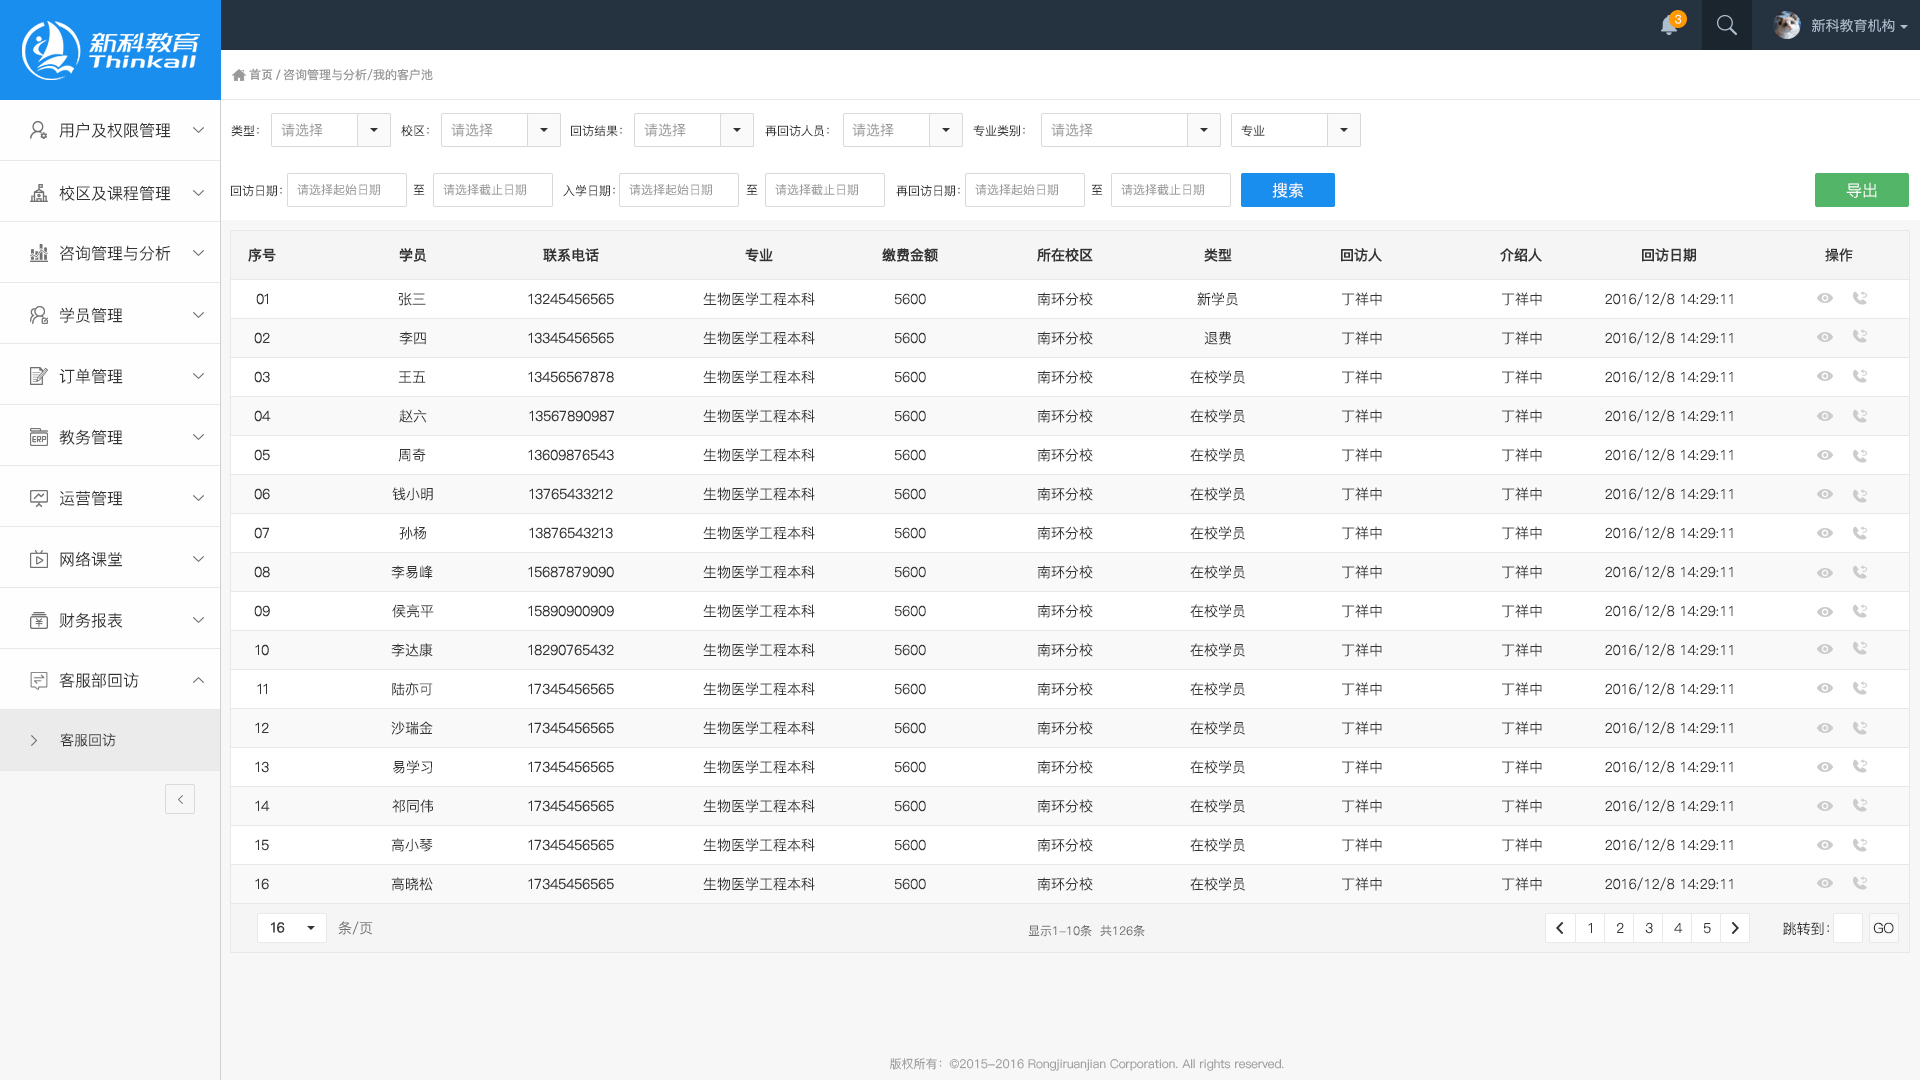 新科教育
Thinkall
3
新科教育机构
首页 / 咨询管理与分析/我的客户池
用户及权限管理
校区及课程管理
咨询管理与分析
学员管理
订单管理
教务管理
运营管理
网络课堂
财务报表
客服部回访
客服回访
类型: 请选择 校区: 请选择 回访结果: 请选择 再回访人员: 请选择 专业类别: 请选择 专业
回访日期: 请选择起始日期 至 请选择截止日期 入学日期: 请选择起始日期 至 请选择截止日期 再回访日期: 请选择起始日期 至 请选择截止日期 搜索 导出
序号 学员 联系电话 专业 缴费金额 所在校区 类型 回访人 介绍人 回访日期 操作
01 张三 13245456565 生物医学工程本科 5600 南环分校 新学员 丁祥中 丁祥中 2016/12/8 14:29:11
02 李四 13345456565 生物医学工程本科 5600 南环分校 退费 丁祥中 丁祥中 2016/12/8 14:29:11
03 王五 13456567878 生物医学工程本科 5600 南环分校 在校学员 丁祥中 丁祥中 2016/12/8 14:29:11
04 赵六 13567890987 生物医学工程本科 5600 南环分校 在校学员 丁祥中 丁祥中 2016/12/8 14:29:11
05 周奇 13609876543 生物医学工程本科 5600 南环分校 在校学员 丁祥中 丁祥中 2016/12/8 14:29:11
06 钱小明 13765433212 生物医学工程本科 5600 南环分校 在校学员 丁祥中 丁祥中 2016/12/8 14:29:11
07 孙杨 13876543213 生物医学工程本科 5600 南环分校 在校学员 丁祥中 丁祥中 2016/12/8 14:29:11
08 李易峰 15687879090 生物医学工程本科 5600 南环分校 在校学员 丁祥中 丁祥中 2016/12/8 14:29:11
09 侯亮平 15890900909 生物医学工程本科 5600 南环分校 在校学员 丁祥中 丁祥中 2016/12/8 14:29:11
10 李达康 18290765432 生物医学工程本科 5600 南环分校 在校学员 丁祥中 丁祥中 2016/12/8 14:29:11
11 陆亦可 17345456565 生物医学工程本科 5600 南环分校 在校学员 丁祥中 丁祥中 2016/12/8 14:29:11
12 沙瑞金 17345456565 生物医学工程本科 5600 南环分校 在校学员 丁祥中 丁祥中 2016/12/8 14:29:11
13 易学习 17345456565 生物医学工程本科 5600 南环分校 在校学员 丁祥中 丁祥中 2016/12/8 14:29:11
14 祁同伟 17345456565 生物医学工程本科 5600 南环分校 在校学员 丁祥中 丁祥中 2016/12/8 14:29:11
15 高小琴 17345456565 生物医学工程本科 5600 南环分校 在校学员 丁祥中 丁祥中 2016/12/8 14:29:11
16 高晓松 17345456565 生物医学工程本科 5600 南环分校 在校学员 丁祥中 丁祥中 2016/12/8 14:29:11
16 条/页 显示1-10条 共126条 1 2 3 4 5 跳转到: GO
版权所有: ©2015-2016 Rongjiruanjian Corporation. All rights reserved.